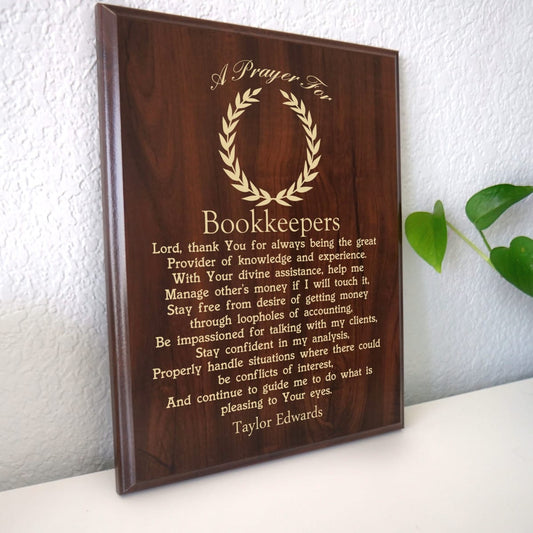 A Prayer For
Bookkeepers
Lord, thank You for always being the great
Provider of knowledge and experience.
With Your divine assistance, help me
Manage other's money if I will touch it,
Stay free from desire of getting money
through loopholes of accounting,
Be impassioned for talking with my clients,
Stay confident in my analysis,
Properly handle situations where there could
be conflicts of interest,
And continue to guide me to do what is
pleasing to Your eyes.
Taylor Edwards